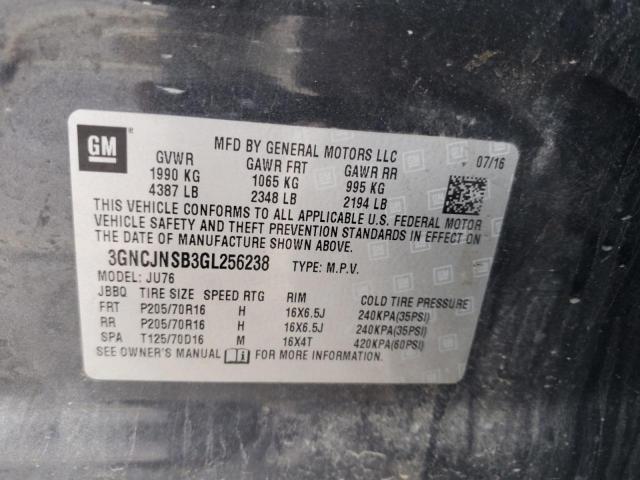 GM
MFD BY GENERAL MOTORS LLC
07/16
GVWR GAWR FRT GAWR RR
1990 KG 1065 KG 995 KG
4387 LB 2348 LB 2194 LB
THIS VEHICLE CONFORMS TO ALL APPLICABLE U.S. FEDERAL MOTOR
VEHICLE SAFETY AND THEFT PREVENTION STANDARDS IN EFFECT ON
THE DATE OF MANUFACTURE SHOWN ABOVE.
3GNCJNSB3GL256238 TYPE: M.P.V.
MODEL: JU76
JBBQ TIRE SIZE SPEED RTG RIM COLD TIRE PRESSURE
FRT P205/70R16 H 16X6.5J 240KPA(35PSI)
RR P205/70R16 H 16X6.5J 240KPA(35PSI)
SPA T125/70D16 M 16X4T 420KPA(60PSI)
SEE OWNER'S MANUAL FOR MORE INFORMATION.